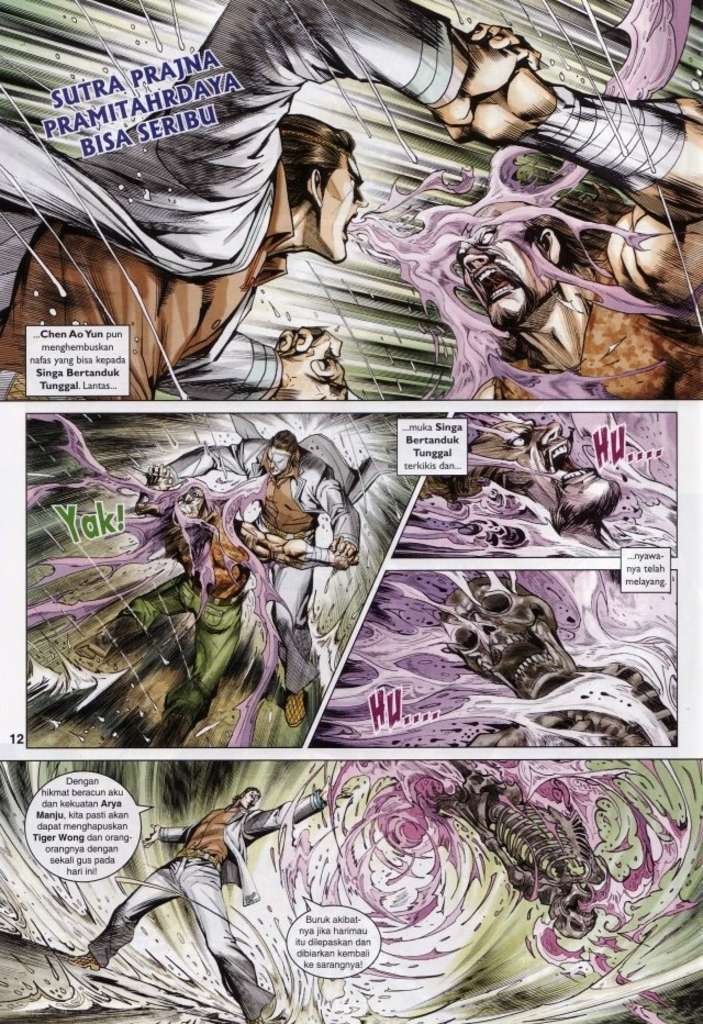 SUTRA PRAJNA
PRAMITAHRDAYA
BISA SERIBU
...Chen Ao Yun pun
menghembuskan
nafas yang bisa kepada
Singa Bertanduk
Tunggal. Lantas...
Yak!
...muka Singa
Bertanduk
Tunggal
terkikis dan...
HU....
...nyawa-
nya telah
melayang.
HU....
12
Dengan
hikmat beracun aku
dan kekuatan Arya
Manju, kita pasti akan
dapat menghapuskan
Tiger Wong dan orang-
orangnya dengan
sekali gus pada
hari ini!
Buruk akibat-
nya jika harimau
itu dilepaskan dan
dibiarkan kembali
ke sarangnya!